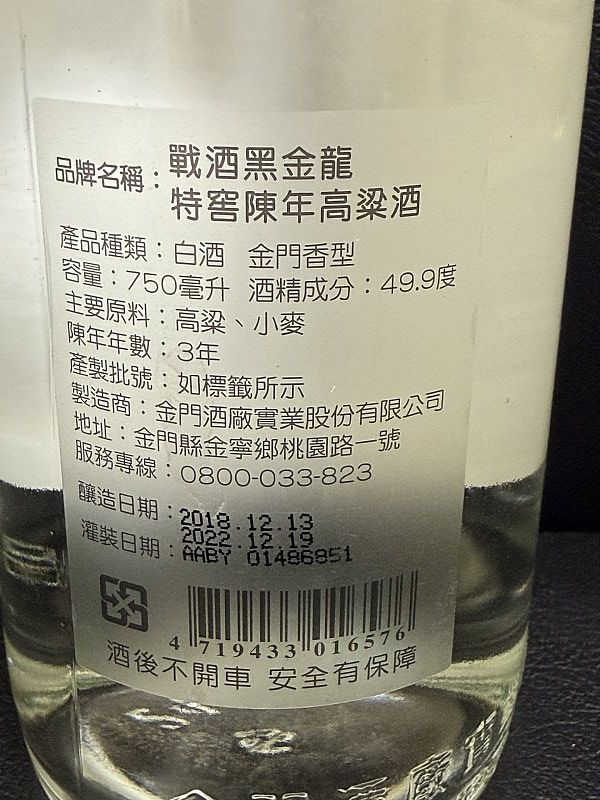 品牌名稱：戰酒黑金龍
特窖陳年高粱酒
產品種類：白酒 金門香型
容量：750毫升 酒精成分：49.9度
主要原料：高粱、小麥
陳年年數：3年
產製批號：如標籤所示
製造商：金門酒廠實業股份有限公司
地址：金門縣金寧鄉桃園路一號
服務專線：0800-033-823
釀造日期：2018.12.13
灌裝日期：2022.12.19
AABY 01486851
4 719433 016576
酒後不開車 安全有保障